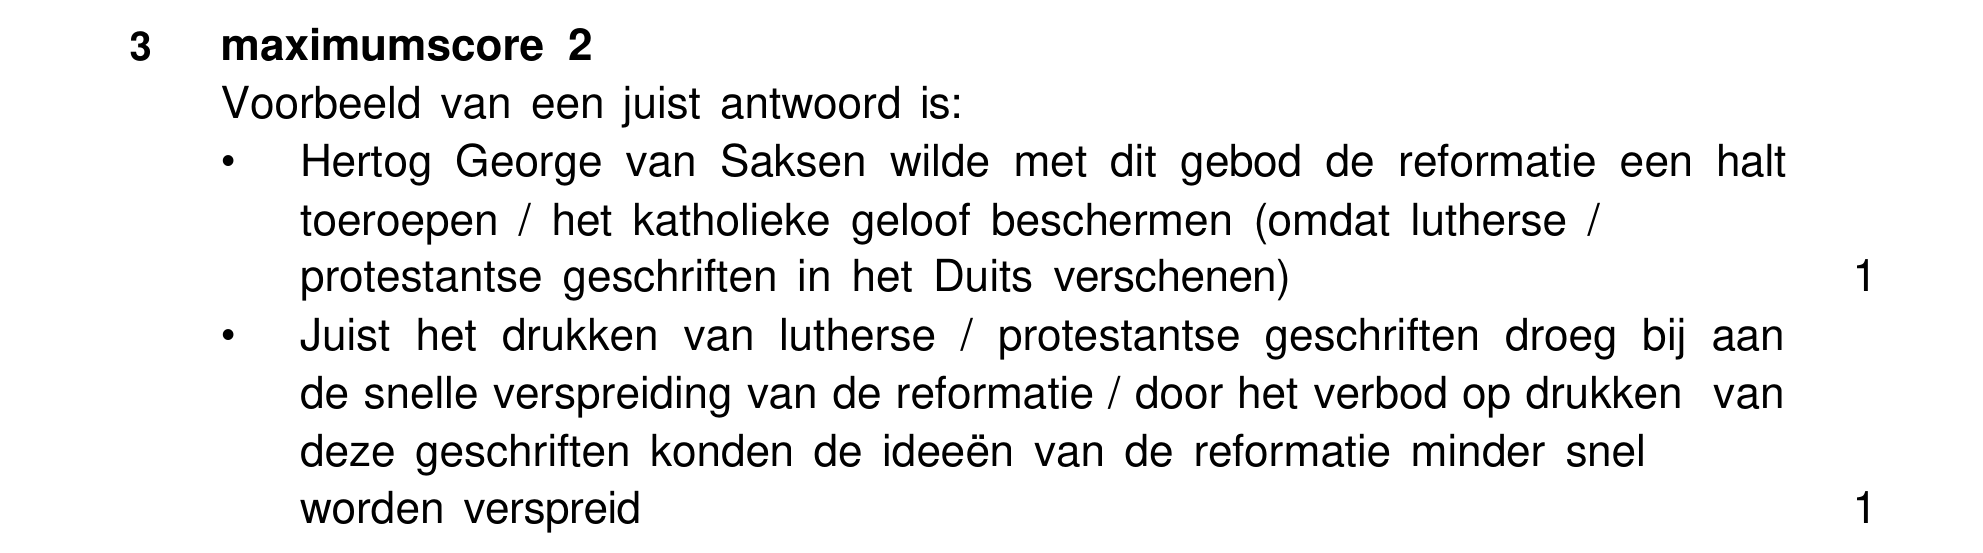 3 maximumscore 2
Voorbeeld van een juist antwoord is:
• Hertog George van Saksen wilde met dit gebod de reformatie een halt
toeroepen / het katholieke geloof beschermen (omdat lutherse /
protestantse geschriften in het Duits verschenen) 1
• Juist het drukken van lutherse / protestantse geschriften droeg bij aan
de snelle verspreiding van de reformatie / door het verbod op drukken van
deze geschriften konden de ideeën van de reformatie minder snel
worden verspreid 1